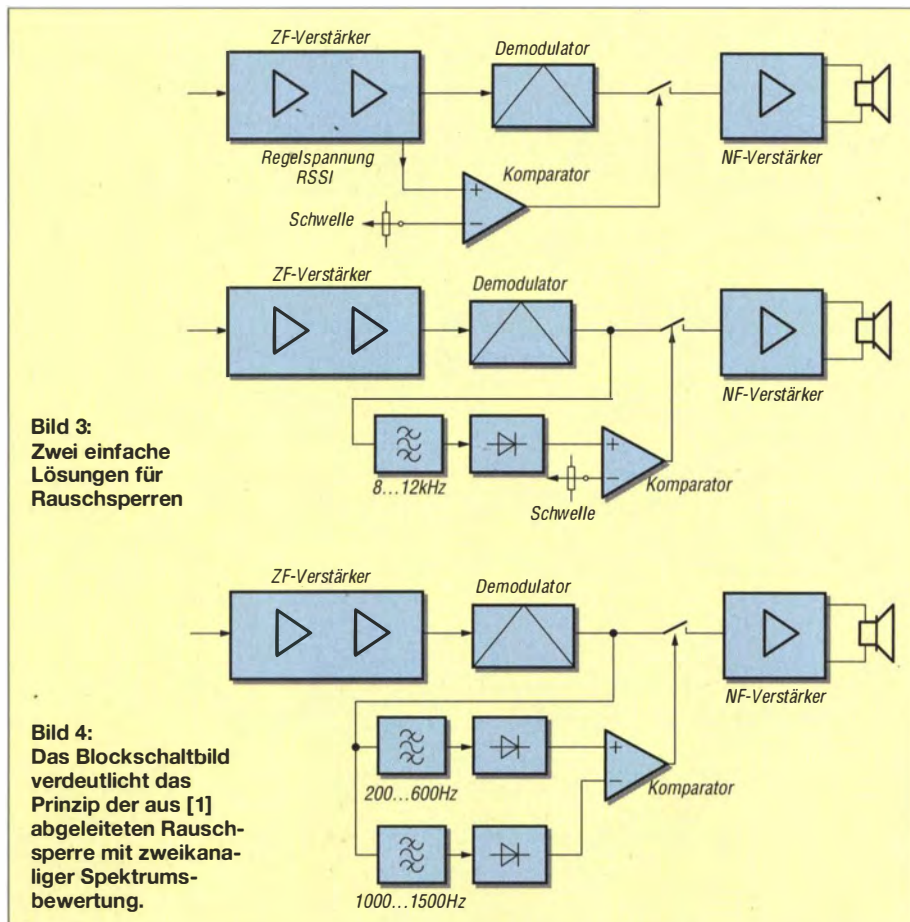 ZF-Verstärker
Demodulator
Regelspannung
RSSI
Komparator
NF-Verstärker
+
−
Schwelle
ZF-Verstärker
Demodulator
NF-Verstärker
Bild 3:
Zwei einfache
Lösungen für
Rauschsperren
8...12kHz
+
−
Komparator
Schwelle
ZF-Verstärker
Demodulator
NF-Verstärker
Bild 4:
Das Blockschaltbild
verdeutlicht das
Prinzip der aus [1]
abgeleiteten Rausch-
sperre mit zweikana-
liger Spektrums-
bewertung.
+
−
Komparator
200...600Hz
1000...1500Hz